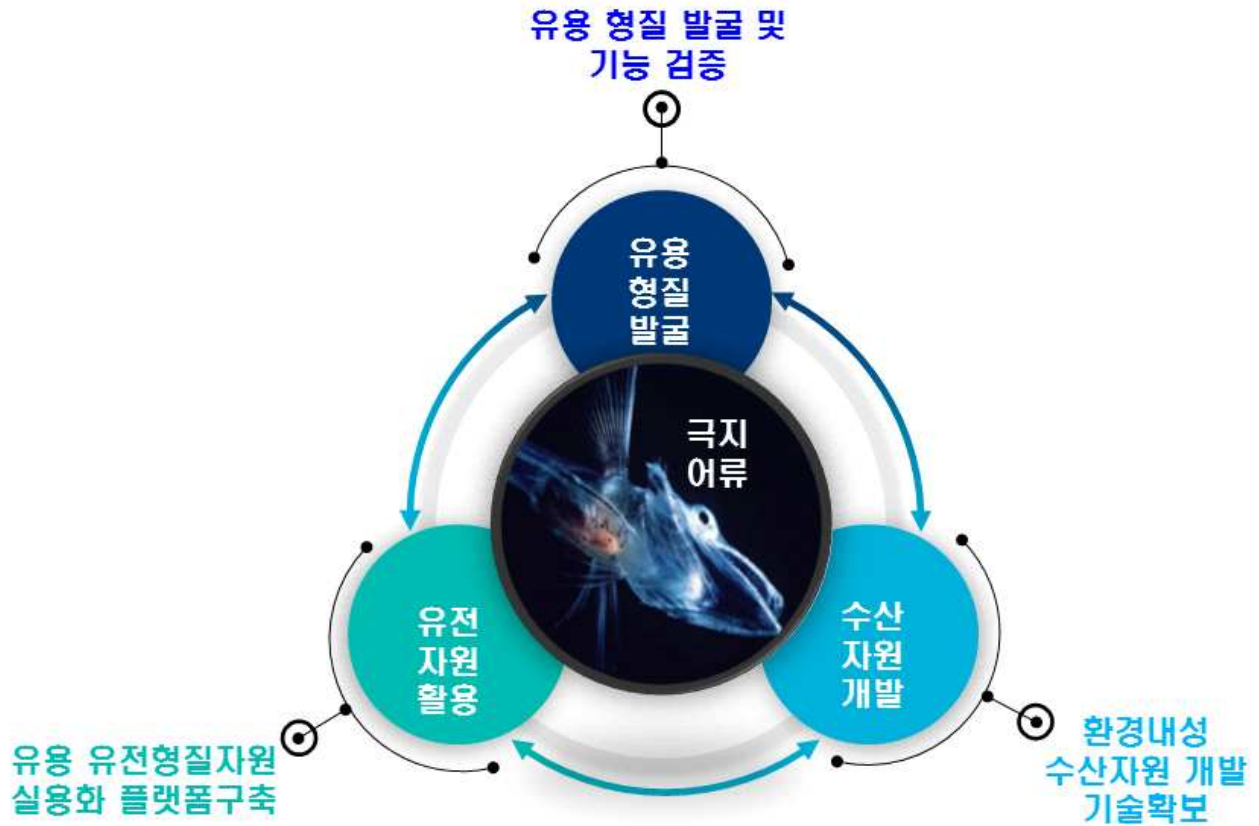 유용 형질 발굴 및
기능 검증
유용
형질
발굴
극지
어류
유전
자원
활용
수산
자원
개발
유용 유전형질자원
실용화 플랫폼구축
환경내성
수산자원 개발
기술확보